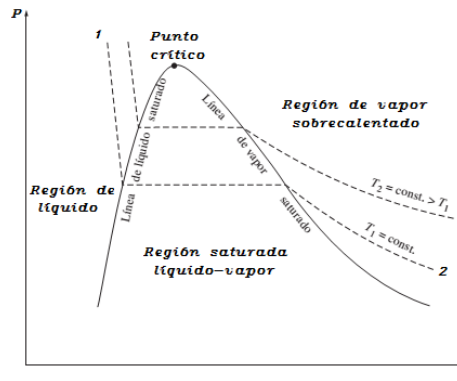 P
1
Punto
crítico
Línea de líquido saturado
Línea de vapor saturado
Región de vapor
sobrecalentado
T₂ = const. > T₁
Región de
líquido
Región saturada
líquido-vapor
T₁ = const.
2